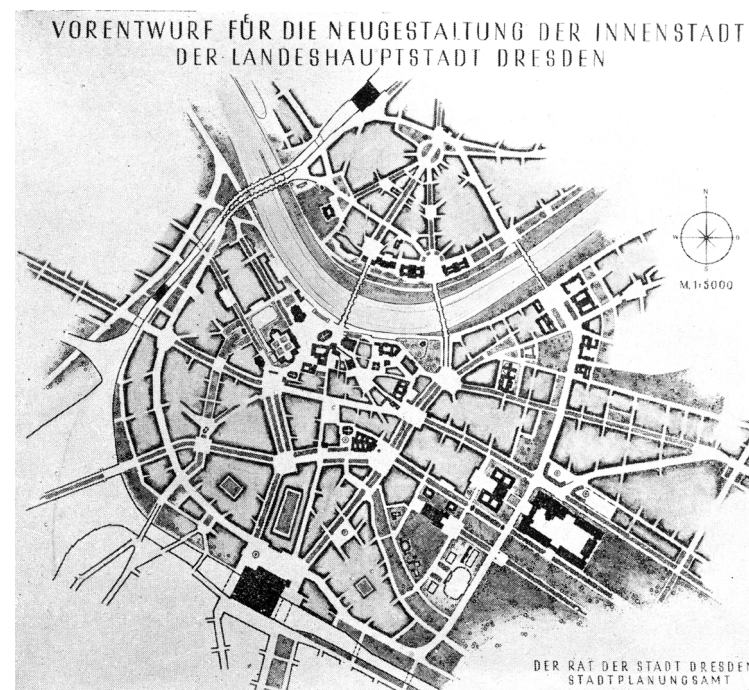 VORENTWURF FÜR DIE NEUGESTALTUNG DER INNENSTADT
DER LANDESHAUPTSTADT DRESDEN
N
W
O
S
M. 1:5000
DER RAT DER STADT DRESDEN
STADTPLANUNGSAMT